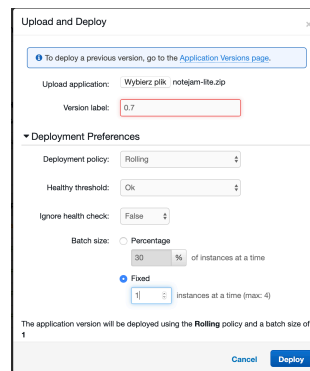 Upload and Deploy
To deploy a previous version, go to the Application Versions page.
Upload application: Wybierz plik notejam-lite.zip
Version label: 0.7
Deployment Preferences
Deployment policy: Rolling
Healthy threshold: Ok
Ignore health check: False
Batch size: Percentage
30 % of instances at a time
Fixed
1 instances at a time (max: 4)
The application version will be deployed using the Rolling policy and a batch size of
1
Cancel Deploy